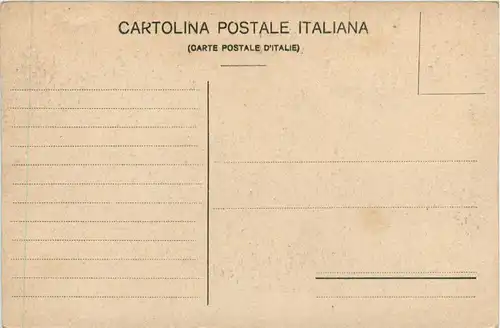 CARTOLINA POSTALE ITALIANA
(CARTE POSTALE D'ITALIE)